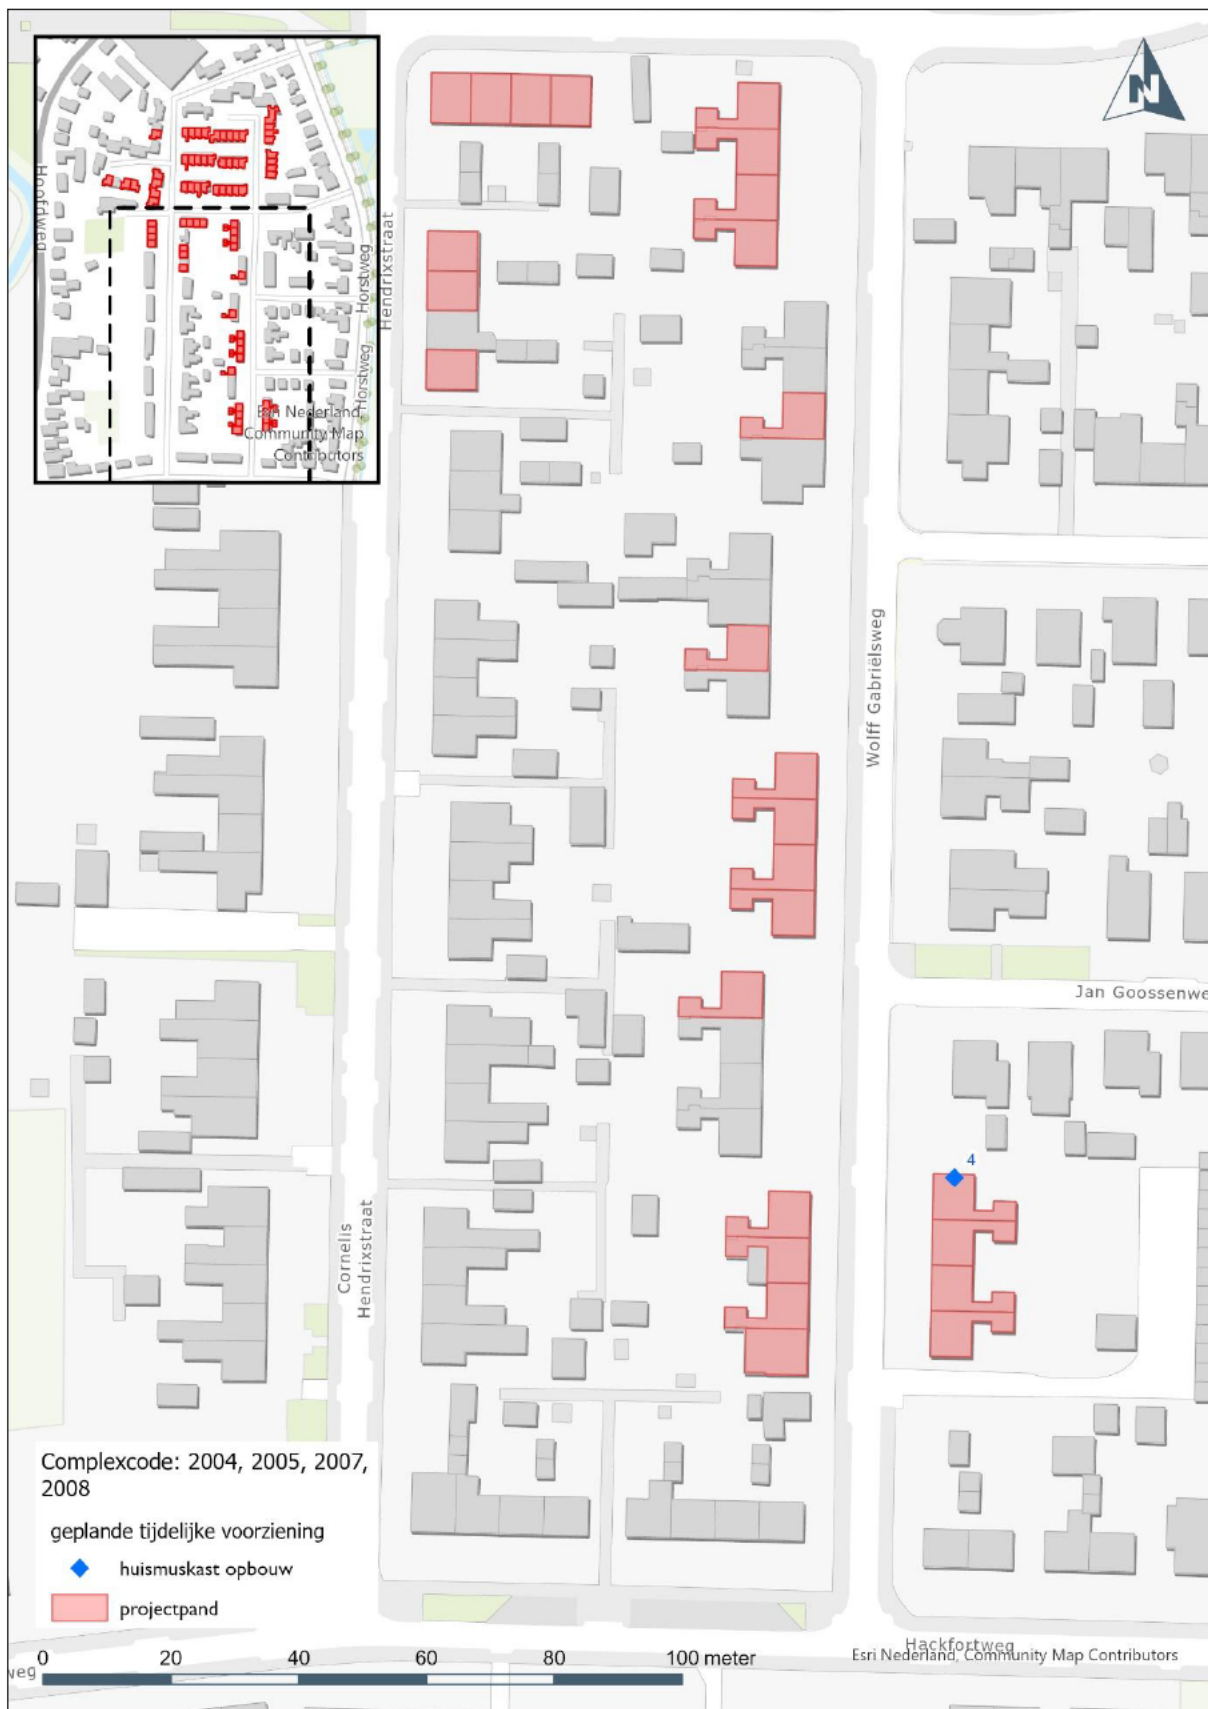 N
Hoofdweg
Horstweg
Horstweg
Esri Nederland,
Community Map
Contributors
Hendrixstraat
Wolff Gabriëlsweg
Jan Goossenwe
4
Cornelis
Hendrixstraat
Complexcode: 2004, 2005, 2007,
2008
geplande tijdelijke voorziening
huismuskast opbouw
projectpand
Hackfortweg
Esri Nederland, Community Map Contributors
weg
0 20 40 60 80 100 meter